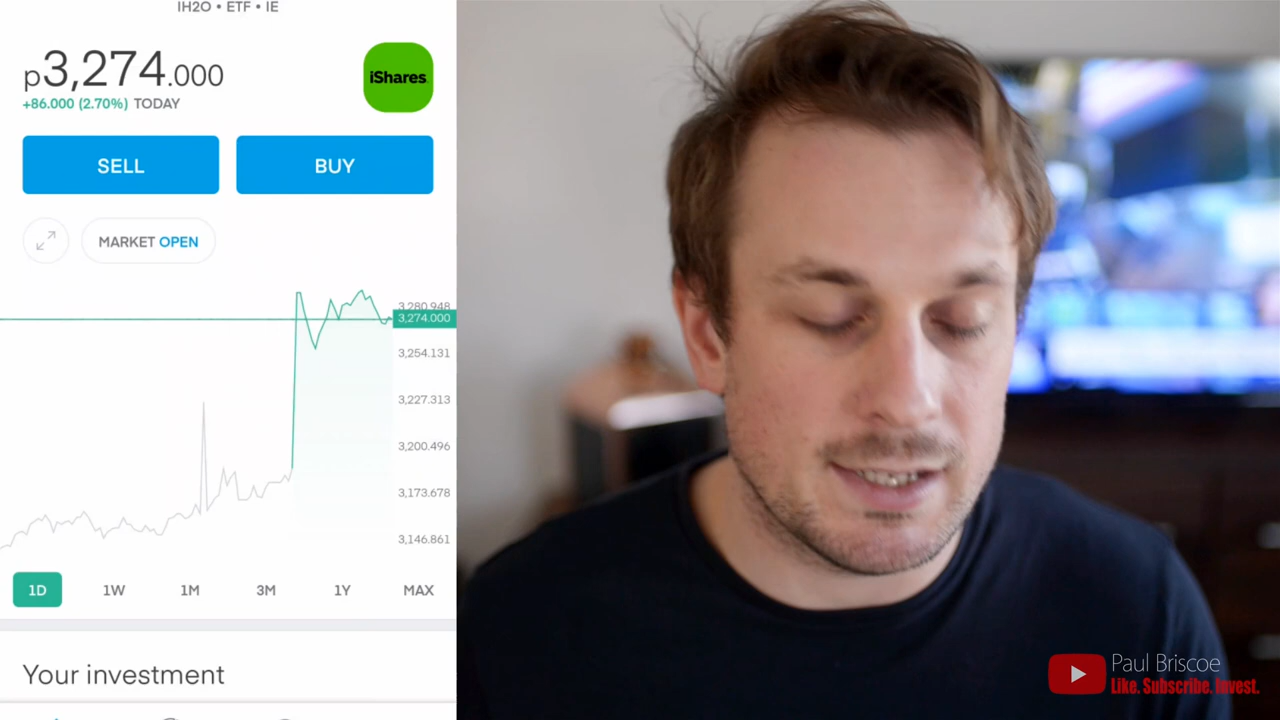 IH2O • ETF • IE
p3,274.000
+86.000 (2.70%) TODAY
iShares.
SELL
BUY
MARKET OPEN
3,280.948
3,274.000
3,254.131
3,227.313
3,200.496
3,173.678
3,146.861
1D
1W
1M
3M
1Y
MAX
Your investment
Paul Briscoe
Like. Subscribe. Invest.